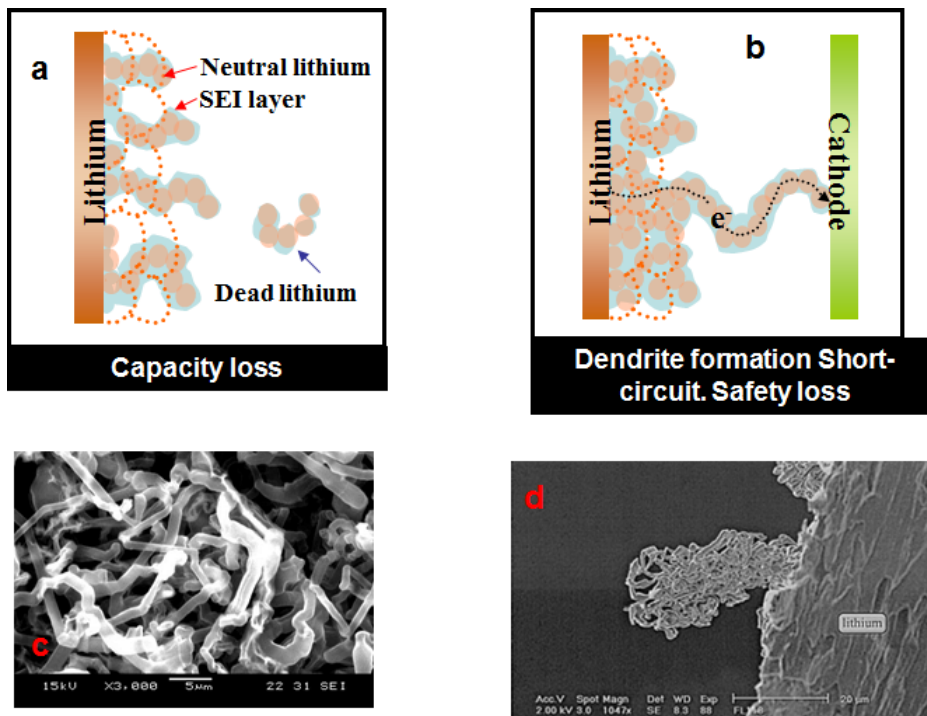 a
Neutral lithium
SEI layer
Lithium
Dead lithium
Capacity loss
b
Lithium
e-
Cathode
Dendrite formation Short-
circuit. Safety loss
c
15kV X3,000 5µm 22 31 SEI
d
lithium
Acc.V Spot Magn Det WD Exp
2.00 kV 3.0 1047x SE 8.3 88 FL156
20 µm